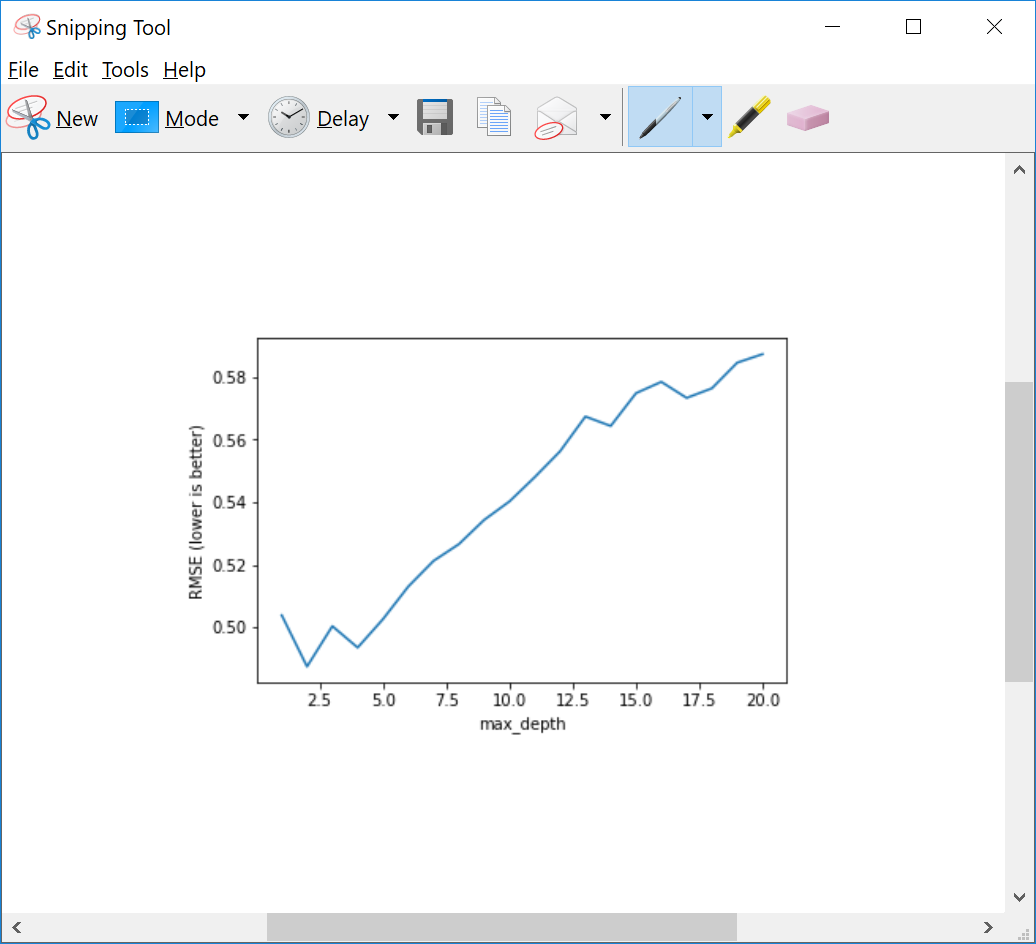 Snipping Tool
File Edit Tools Help
New Mode Delay
0.58
0.56
0.54
0.52
0.50
RMSE (lower is better)
2.5 5.0 7.5 10.0 12.5 15.0 17.5 20.0
max_depth